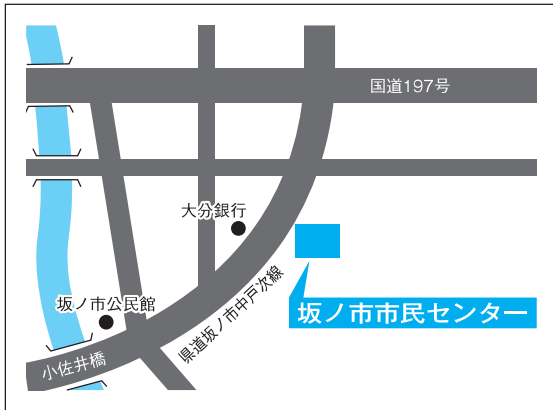 国道197号
大分銀行
坂ノ市市民センター
県道坂ノ市中戸次線
坂ノ市公民館
小佐井橋